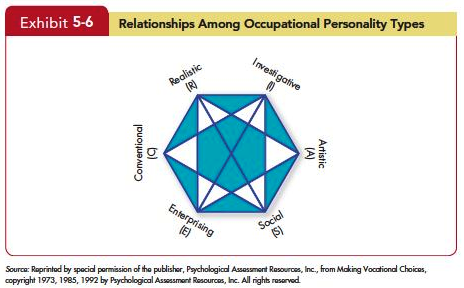 Exhibit 5-6 Relationships Among Occupational Personality Types
Realistic
(R)
Investigative
(I)
Conventional
(C)
Artistic
(A)
Enterprising
(E)
Social
(S)
Source: Reprinted by special permission of the publisher, Psychological Assessment Resources, Inc., from Making Vocational Choices,
copyright 1973, 1985, 1992 by Psychological Assessment Resources, Inc. All rights reserved.